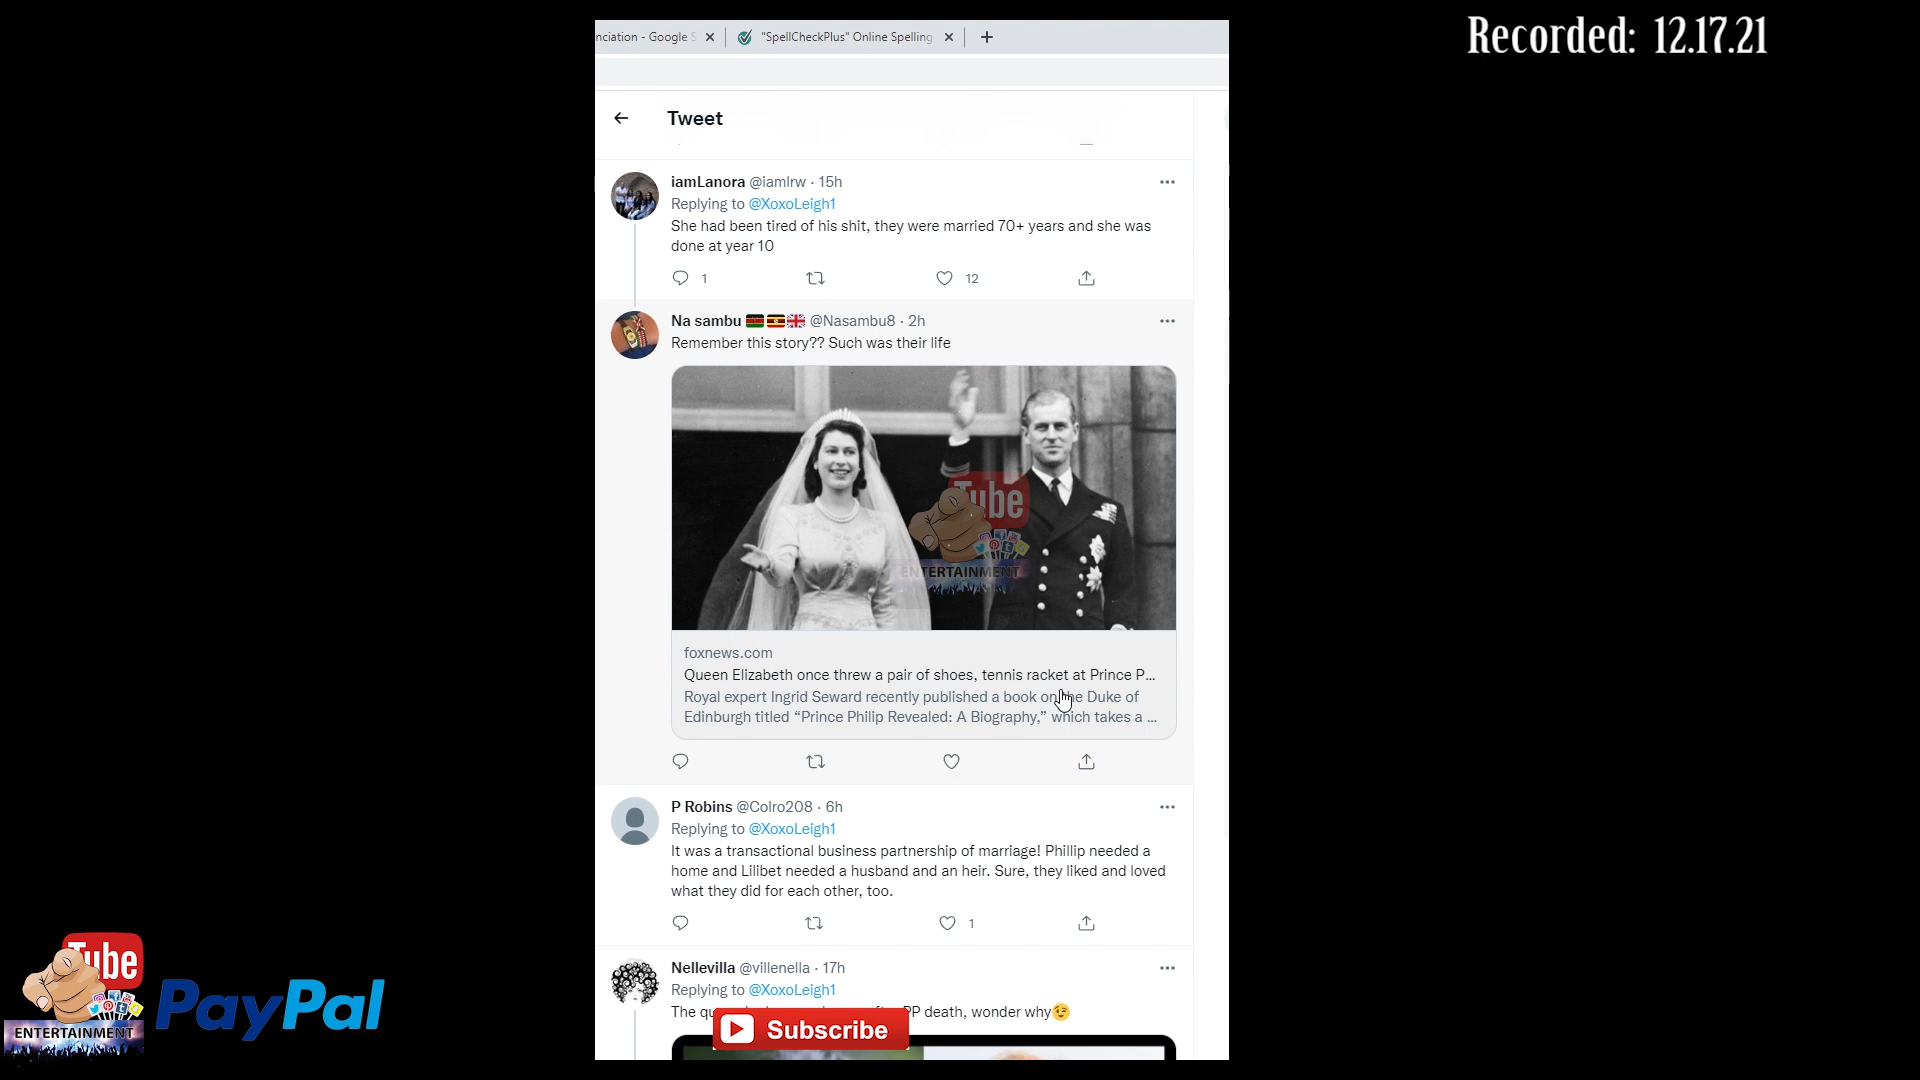 Recorded: 12.17.21
nciation - Google S
"SpellCheckPlus" Online Spelling
Tweet
iamLanora @iamlrw · 15h
Replying to @XoxoLeigh1
She had been tired of his shit, they were married 70+ years and she was
done at year 10
1
12
Na sambu 🇰🇪🇺🇬🇬🇧 @Nasambu8 · 2h
Remember this story?? Such was their life
Tube
ENTERTAINMENT
foxnews.com
Queen Elizabeth once threw a pair of shoes, tennis racket at Prince P...
Royal expert Ingrid Seward recently published a book on the Duke of
Edinburgh titled “Prince Philip Revealed: A Biography,” which takes a ...
P Robins @Colro208 · 6h
Replying to @XoxoLeigh1
It was a transactional business partnership of marriage! Phillip needed a
home and Lilibet needed a husband and an heir. Sure, they liked and loved
what they did for each other, too.
1
Nellevilla @villenella · 17h
Replying to @XoxoLeigh1
The PP death, wonder why😉
Subscribe
Tube
ENTERTAINMENT
PayPal